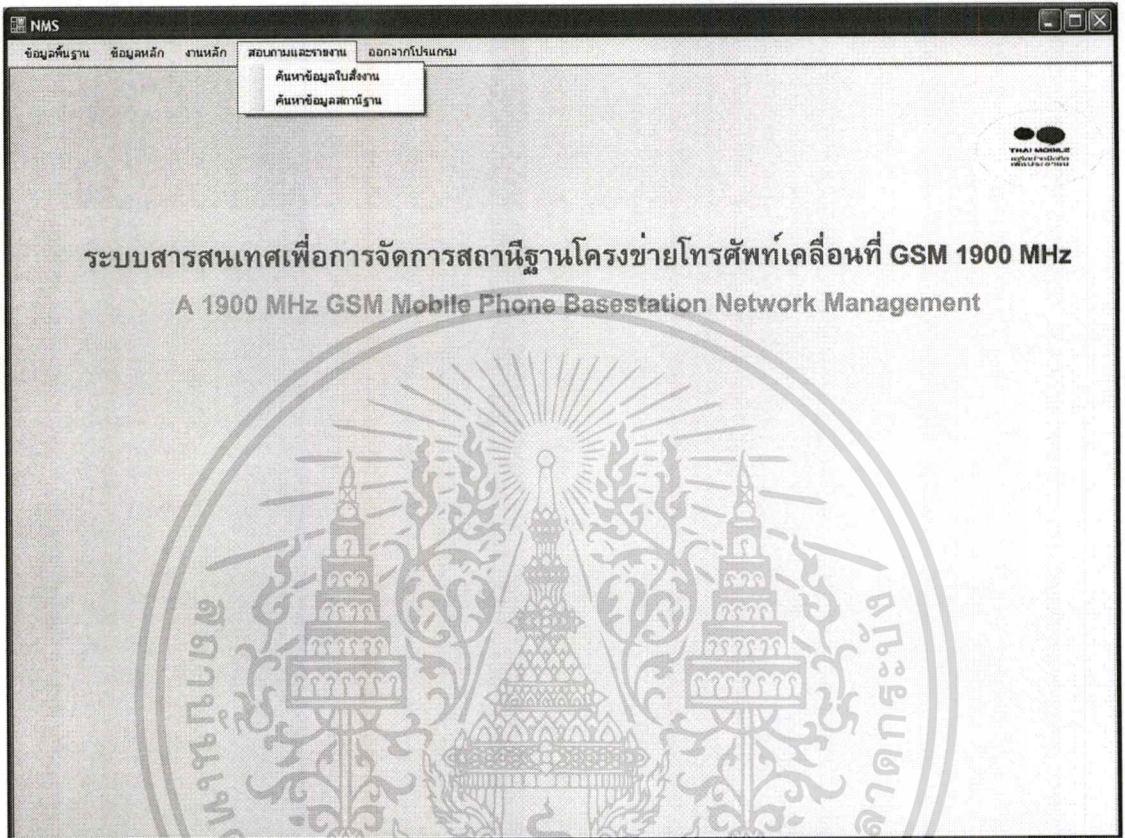 NMS
ข้อมูลพื้นฐาน ข้อมูลหลัก งานหลัก สอบถามและรายงาน ออกจากโปรแกรม
ค้นหาข้อมูลใบสั่งงาน
ค้นหาข้อมูลสถานีฐาน
THAI MOBILE
ระบบสารสนเทศเพื่อการจัดการสถานีฐานโครงข่ายโทรศัพท์เคลื่อนที่ GSM 1900 MHz
A 1900 MHz GSM Mobile Phone Basestation Network Management